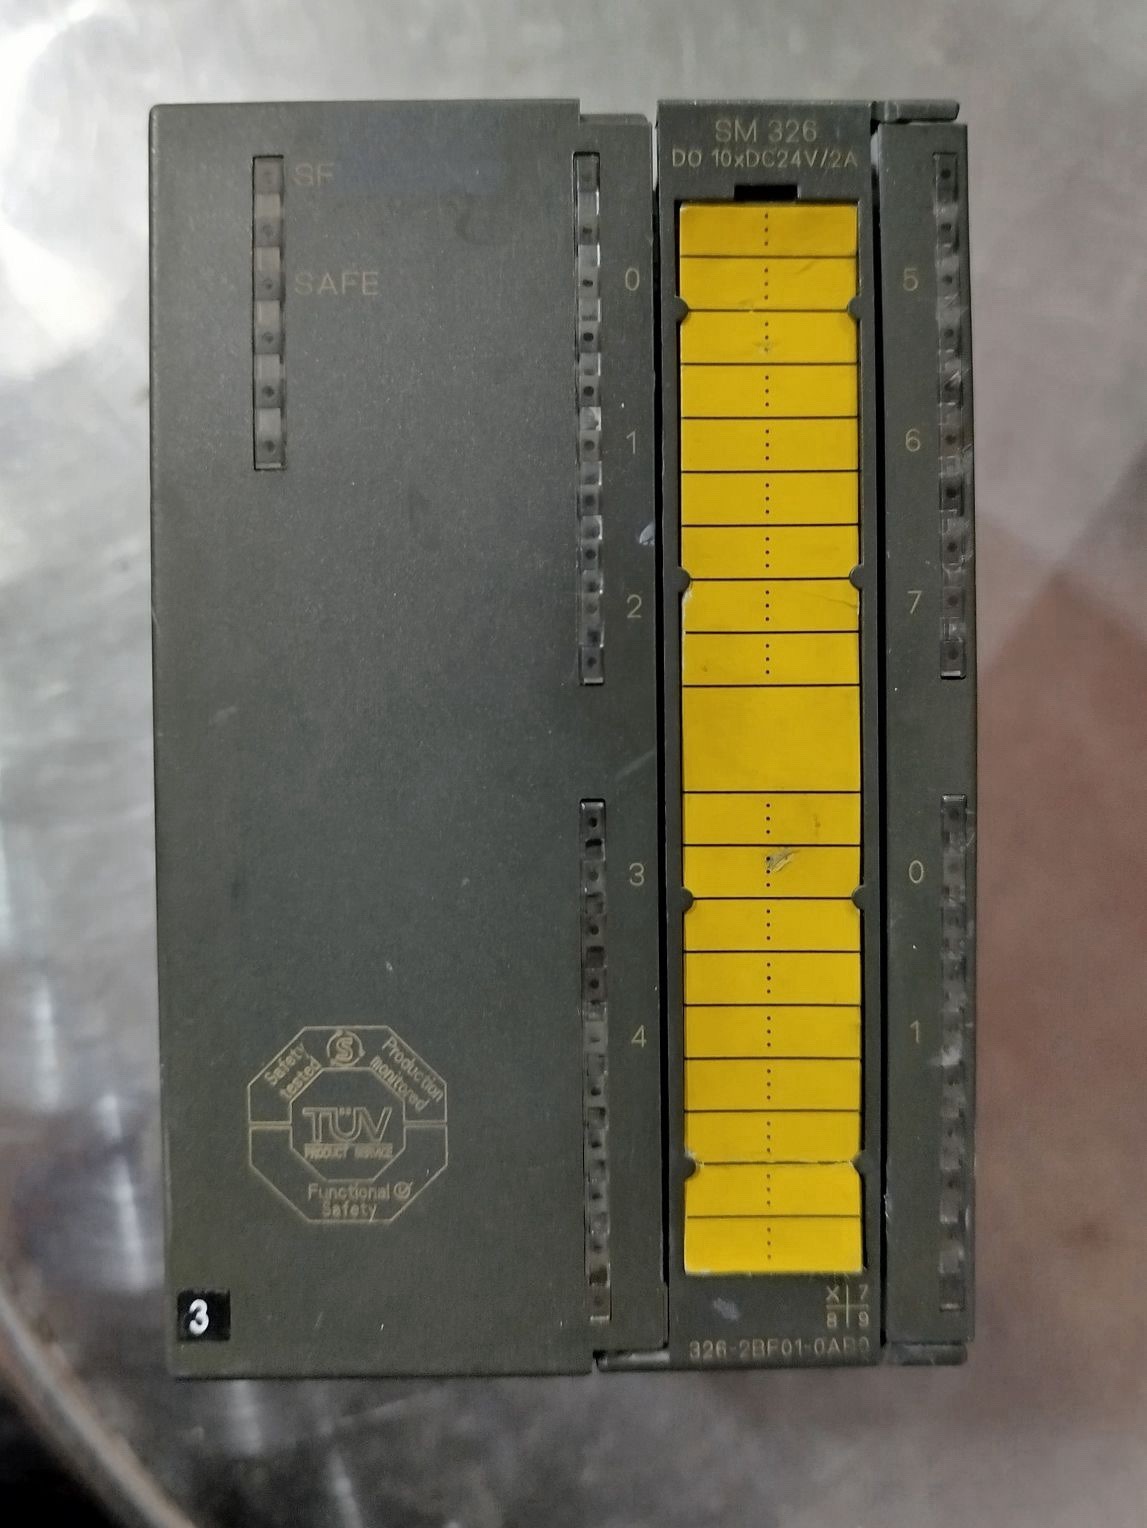 SM 326
DO 10xDC24V/2A
SF
SAFE
0
5
1
6
2
7
3
0
4
1
Safety tested
S
Production monitored
TÜV
PRODUCT SERVICE
Functional
Safety
3
X 7
8 9
326-2BF01-0AB0